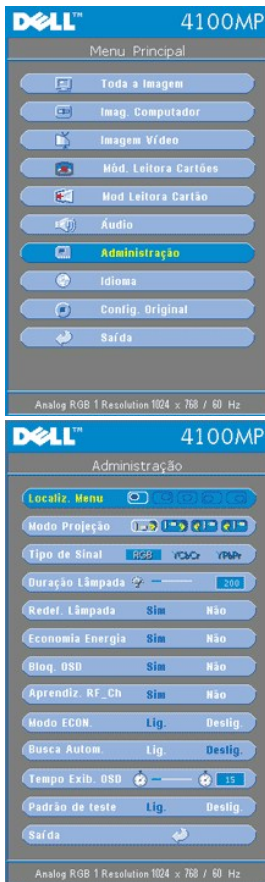 DELL™ 4100MP
Menu Principal
Toda a Imagem
Imag. Computador
Imagem Vídeo
Mód. Leitora Cartões
Mod Leitora Cartão
Áudio
Administração
Idioma
Config. Original
Saída
Analog RGB 1 Resolution 1024 x 768 / 60 Hz
DELL™ 4100MP
Administração
Localiz. Menu
Modo Projeção
Tipo de Sinal RGB YCbCr YPbPr
Duração Lâmpada 200
Redef. Lâmpada Sim Não
Economia Energia Sim Não
Bloq. OSD Sim Não
Aprendiz. RF_Ch Sim Não
Modo ECON. Lig. Deslig.
Busca Autom. Lig. Deslig.
Tempo Exib. OSD 15
Padrão de teste Lig. Deslig.
Saída
Analog RGB 1 Resolution 1024 x 768 / 60 Hz